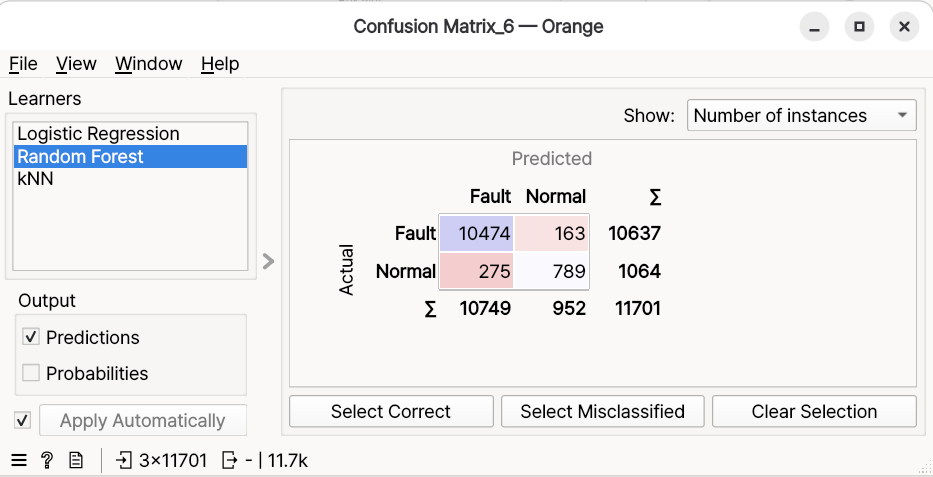 Confusion Matrix_6 — Orange
File View Window Help
Learners
Logistic Regression
Random Forest
kNN
Output
Predictions
Probabilities
Apply Automatically
Show: Number of instances
Predicted
Fault Normal Σ
Actual
Fault 10474 163 10637
Normal 275 789 1064
Σ 10749 952 11701
Select Correct Select Misclassified Clear Selection
? 3×11701 - | 11.7k